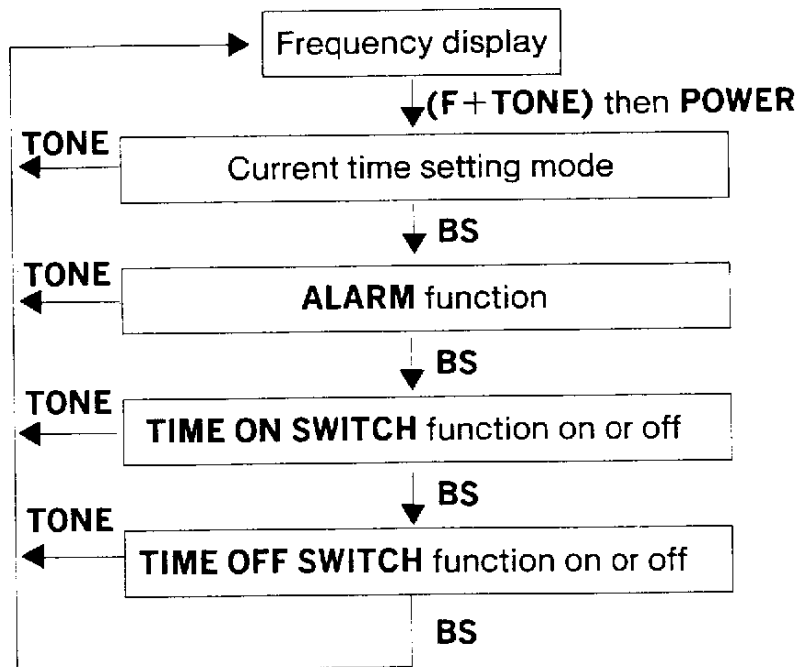 Frequency display
(F+TONE) then POWER
TONE
Current time setting mode
BS
TONE
ALARM function
BS
TONE
TIME ON SWITCH function on or off
BS
TONE
TIME OFF SWITCH function on or off
BS